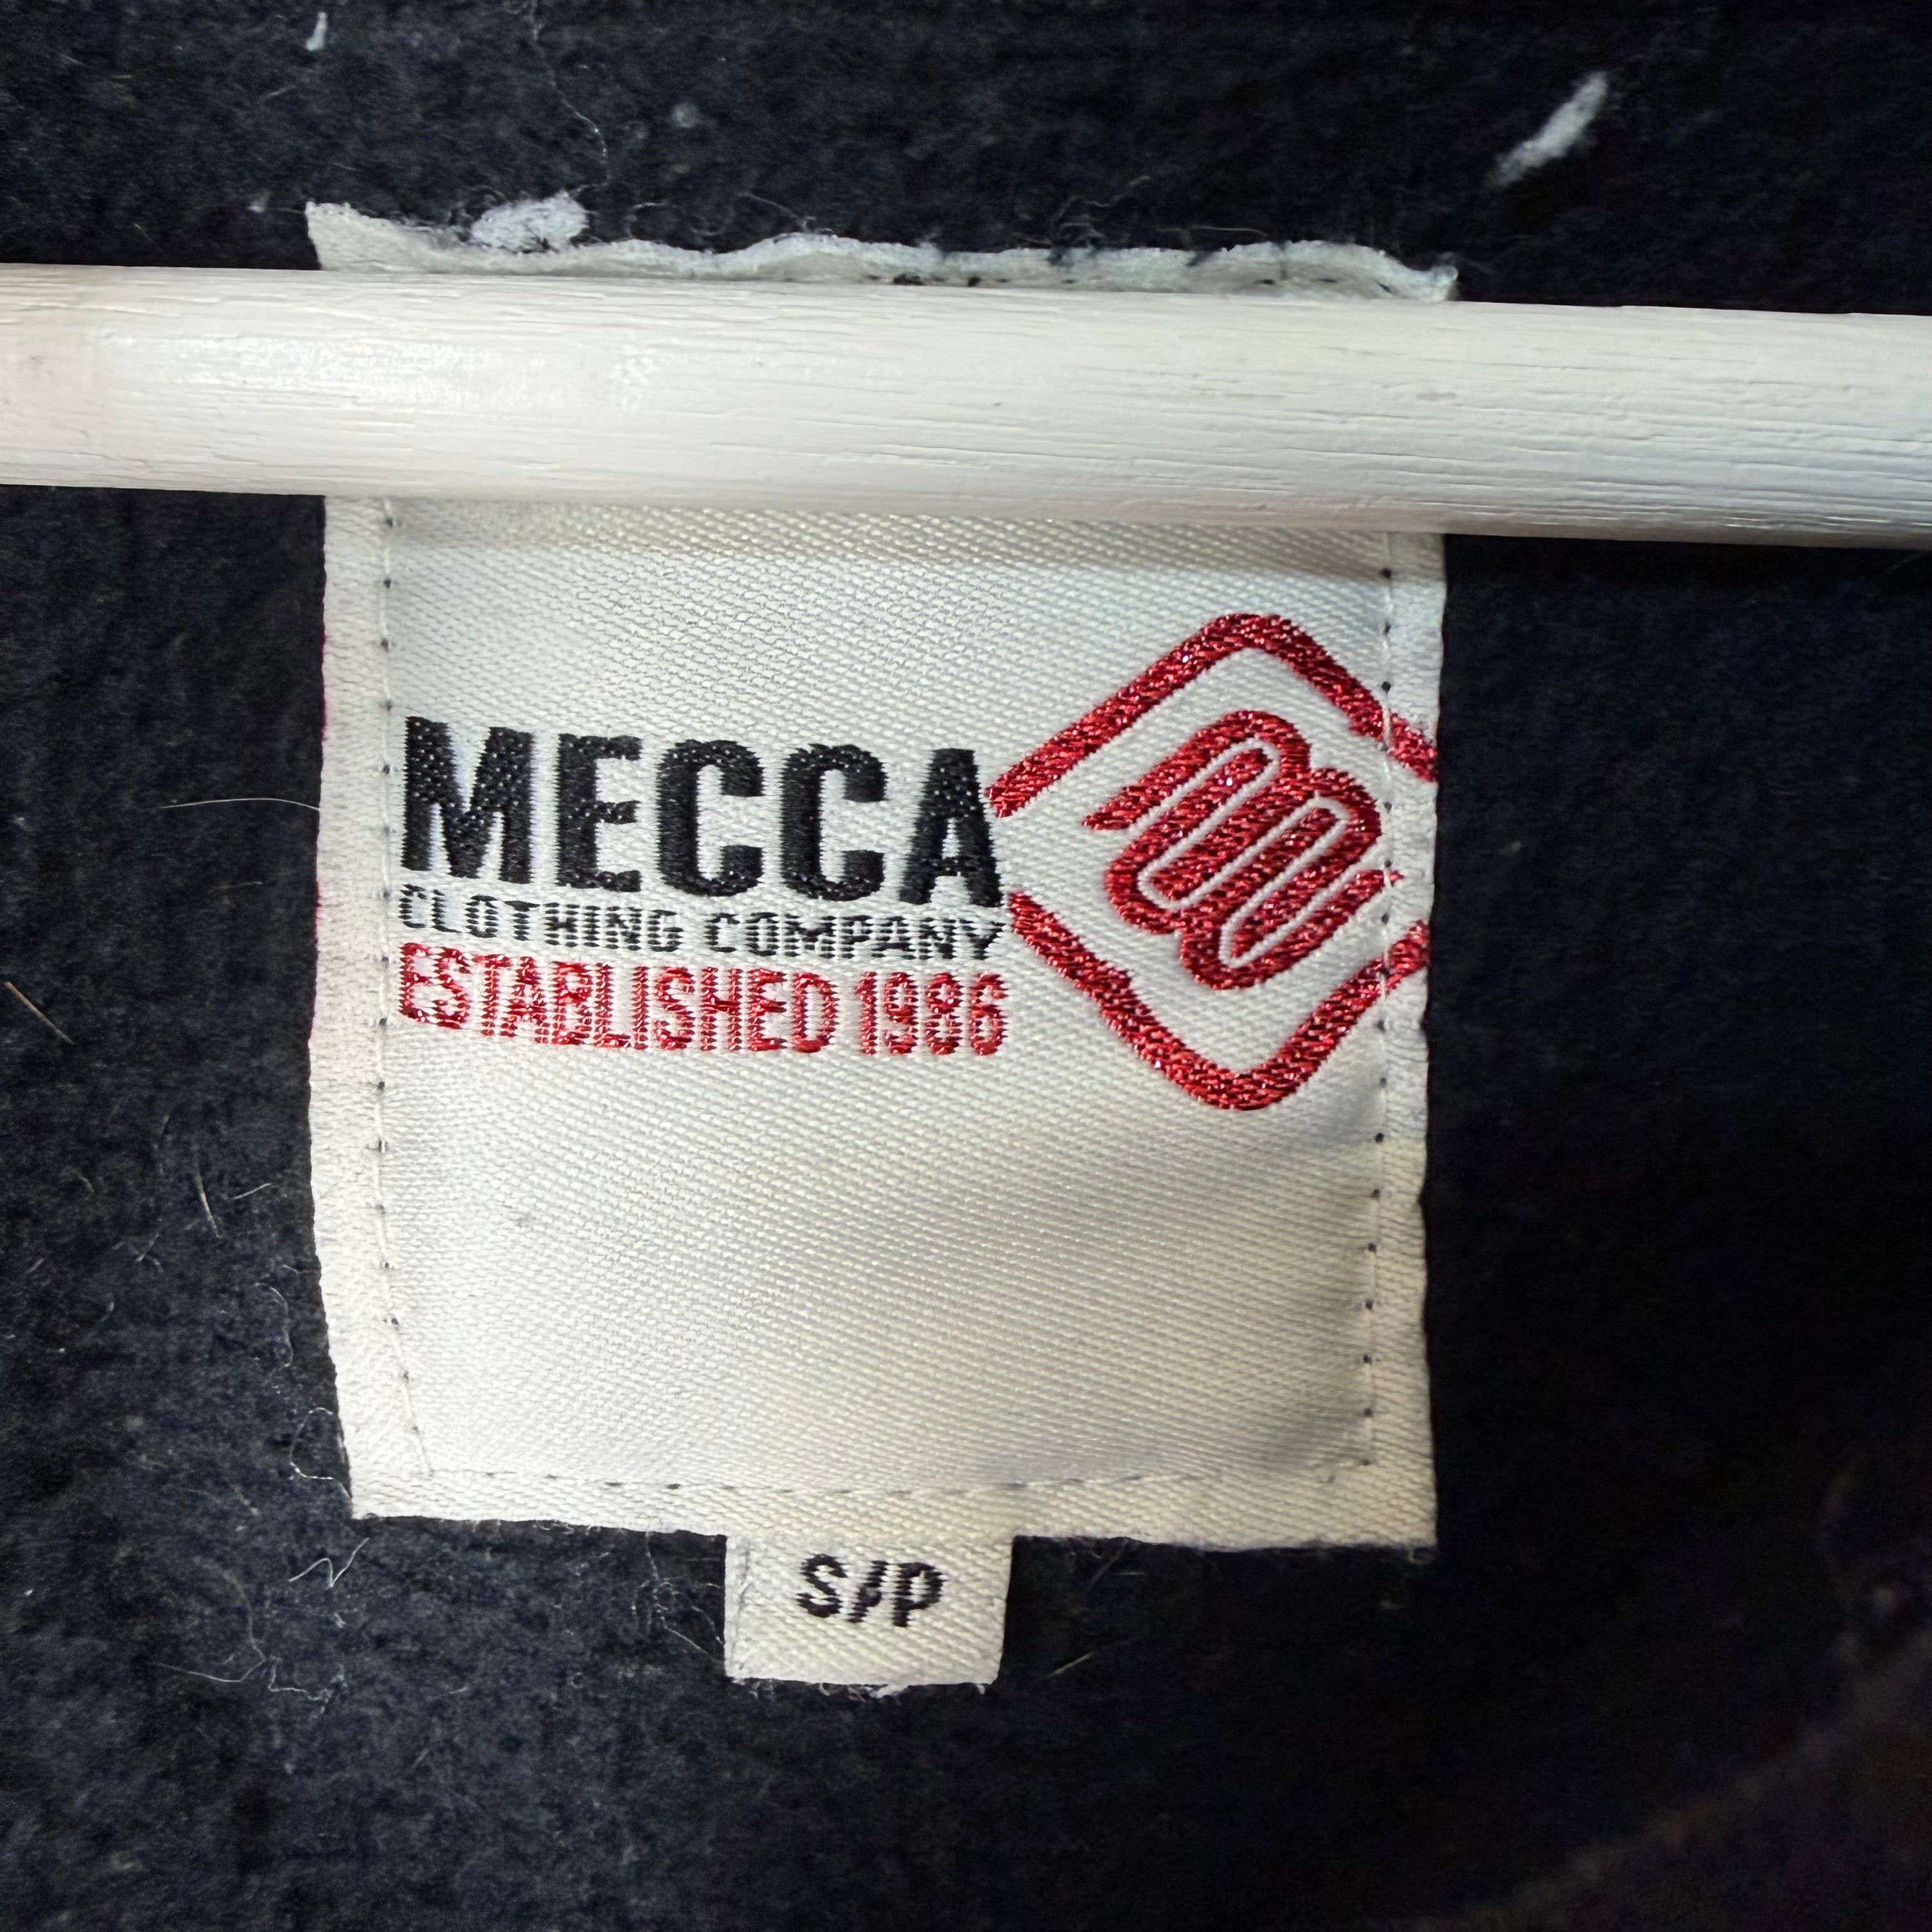 MECCA
CLOTHING COMPANY
ESTABLISHED 1986
S/P